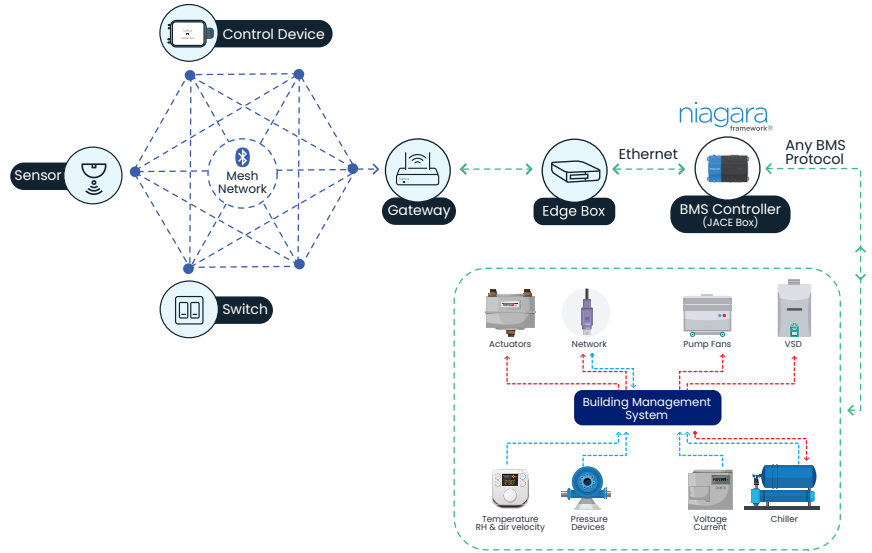 Control Device
niagara
framework®
Ethernet
Any BMS
Protocol
Sensor
Mesh
Network
Gateway
Edge Box
BMS Controller
(JACE Box)
Switch
Actuators
Network
Pump Fans
VSD
Building Management
System
Temperature
RH & air velocity
Pressure
Devices
Voltage
Current
Chiller